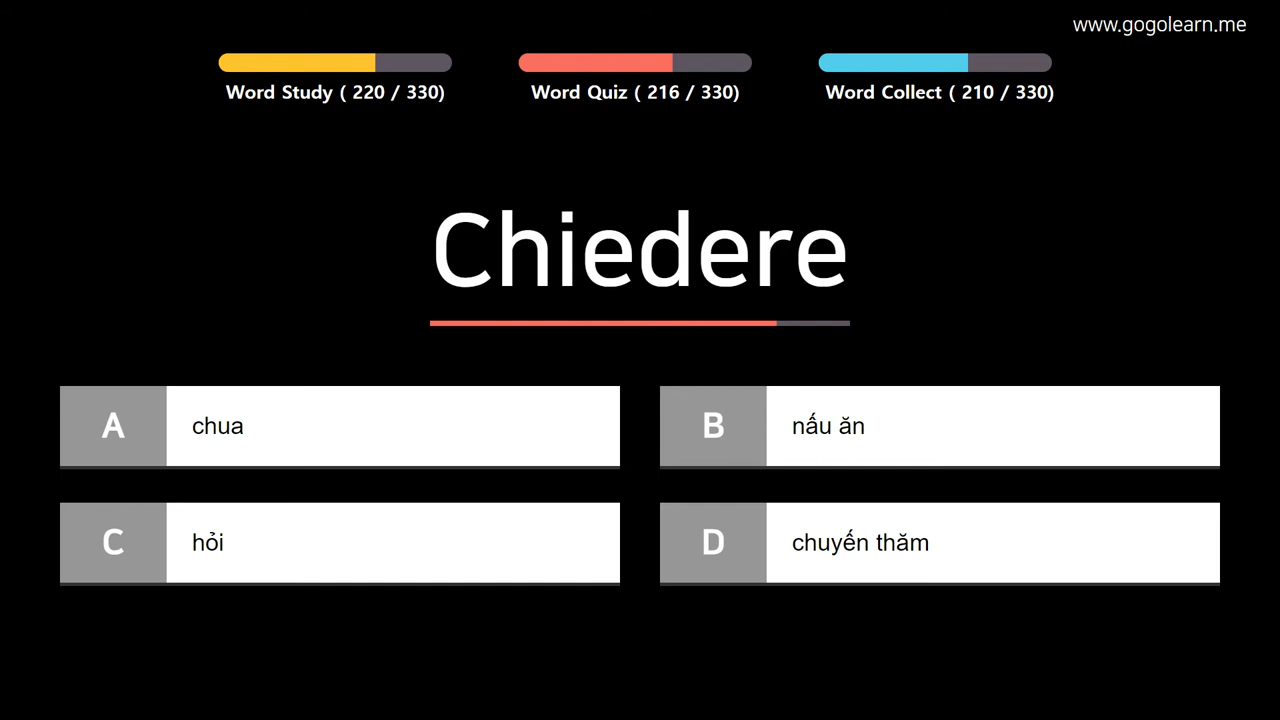 www.gogolearn.me
Word Study ( 220 / 330)
Word Quiz ( 216 / 330)
Word Collect ( 210 / 330)
Chiedere
A chua
B nấu ăn
C hỏi
D chuyến thăm